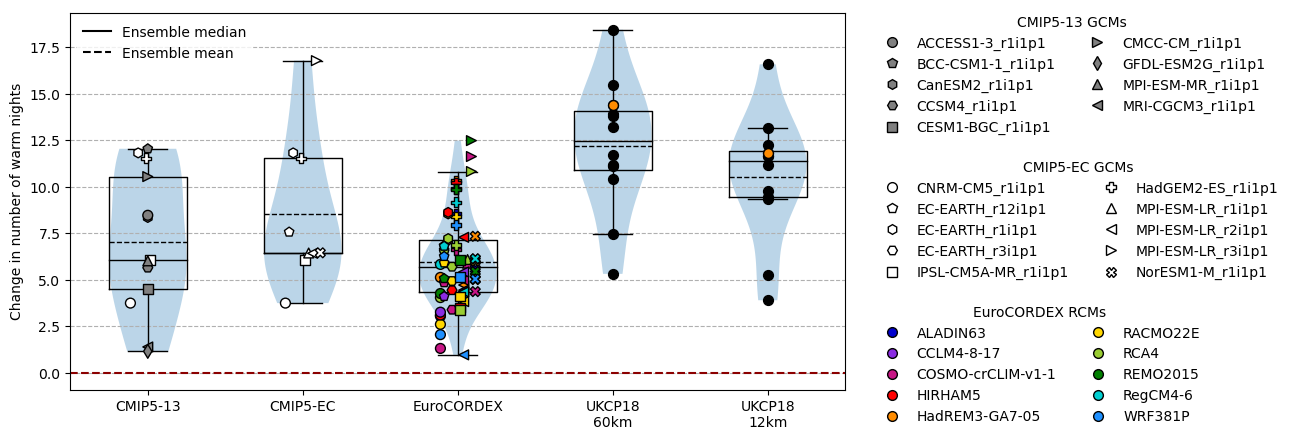 Change in number of warm nights
17.5
15.0
12.5
10.0
7.5
5.0
2.5
0.0
Ensemble median
Ensemble mean
CMIP5-13
CMIP5-EC
EuroCORDEX
UKCP18
60km
UKCP18
12km
CMIP5-13 GCMs
ACCESS1-3_r1i1p1
BCC-CSM1-1_r1i1p1
CanESM2_r1i1p1
CCSM4_r1i1p1
CESM1-BGC_r1i1p1
CMCC-CM_r1i1p1
GFDL-ESM2G_r1i1p1
MPI-ESM-MR_r1i1p1
MRI-CGCM3_r1i1p1
CMIP5-EC GCMs
CNRM-CM5_r1i1p1
EC-EARTH_r12i1p1
EC-EARTH_r1i1p1
EC-EARTH_r3i1p1
IPSL-CM5A-MR_r1i1p1
HadGEM2-ES_r1i1p1
MPI-ESM-LR_r1i1p1
MPI-ESM-LR_r2i1p1
MPI-ESM-LR_r3i1p1
NorESM1-M_r1i1p1
EuroCORDEX RCMs
ALADIN63
CCLM4-8-17
COSMO-crCLIM-v1-1
HIRHAM5
HadREM3-GA7-05
RACMO22E
RCA4
REMO2015
RegCM4-6
WRF381P